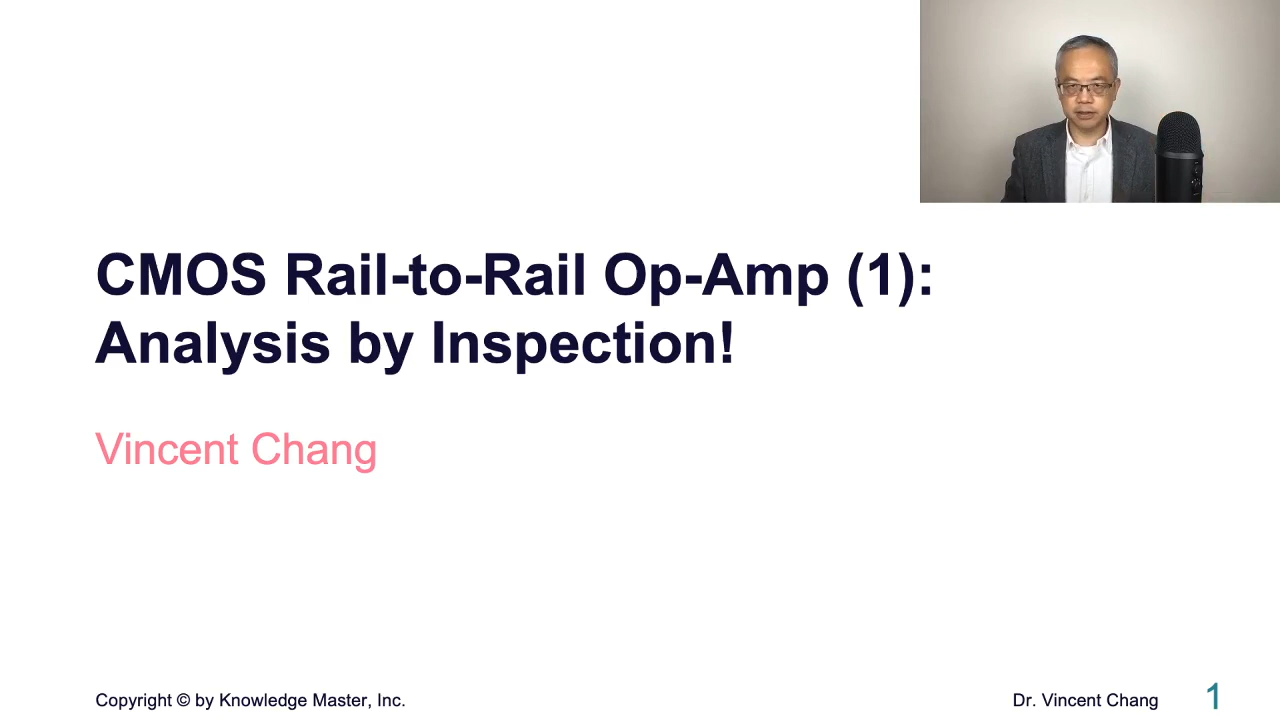 CMOS Rail-to-Rail Op-Amp (1):
Analysis by Inspection!
Vincent Chang
Copyright © by Knowledge Master, Inc.
Dr. Vincent Chang
1